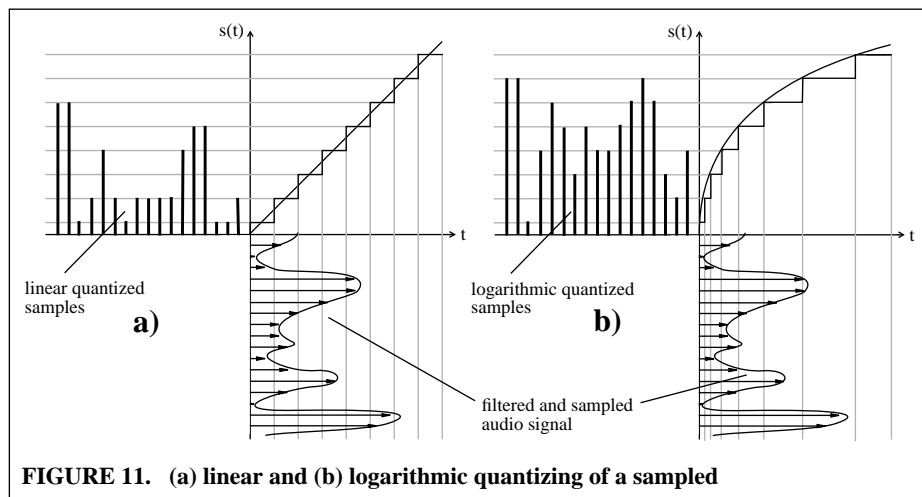 s(t)
s(t)
t
t
linear quantized
samples
a)
logarithmic quantized
samples
b)
filtered and sampled
audio signal
FIGURE 11. (a) linear and (b) logarithmic quantizing of a sampled